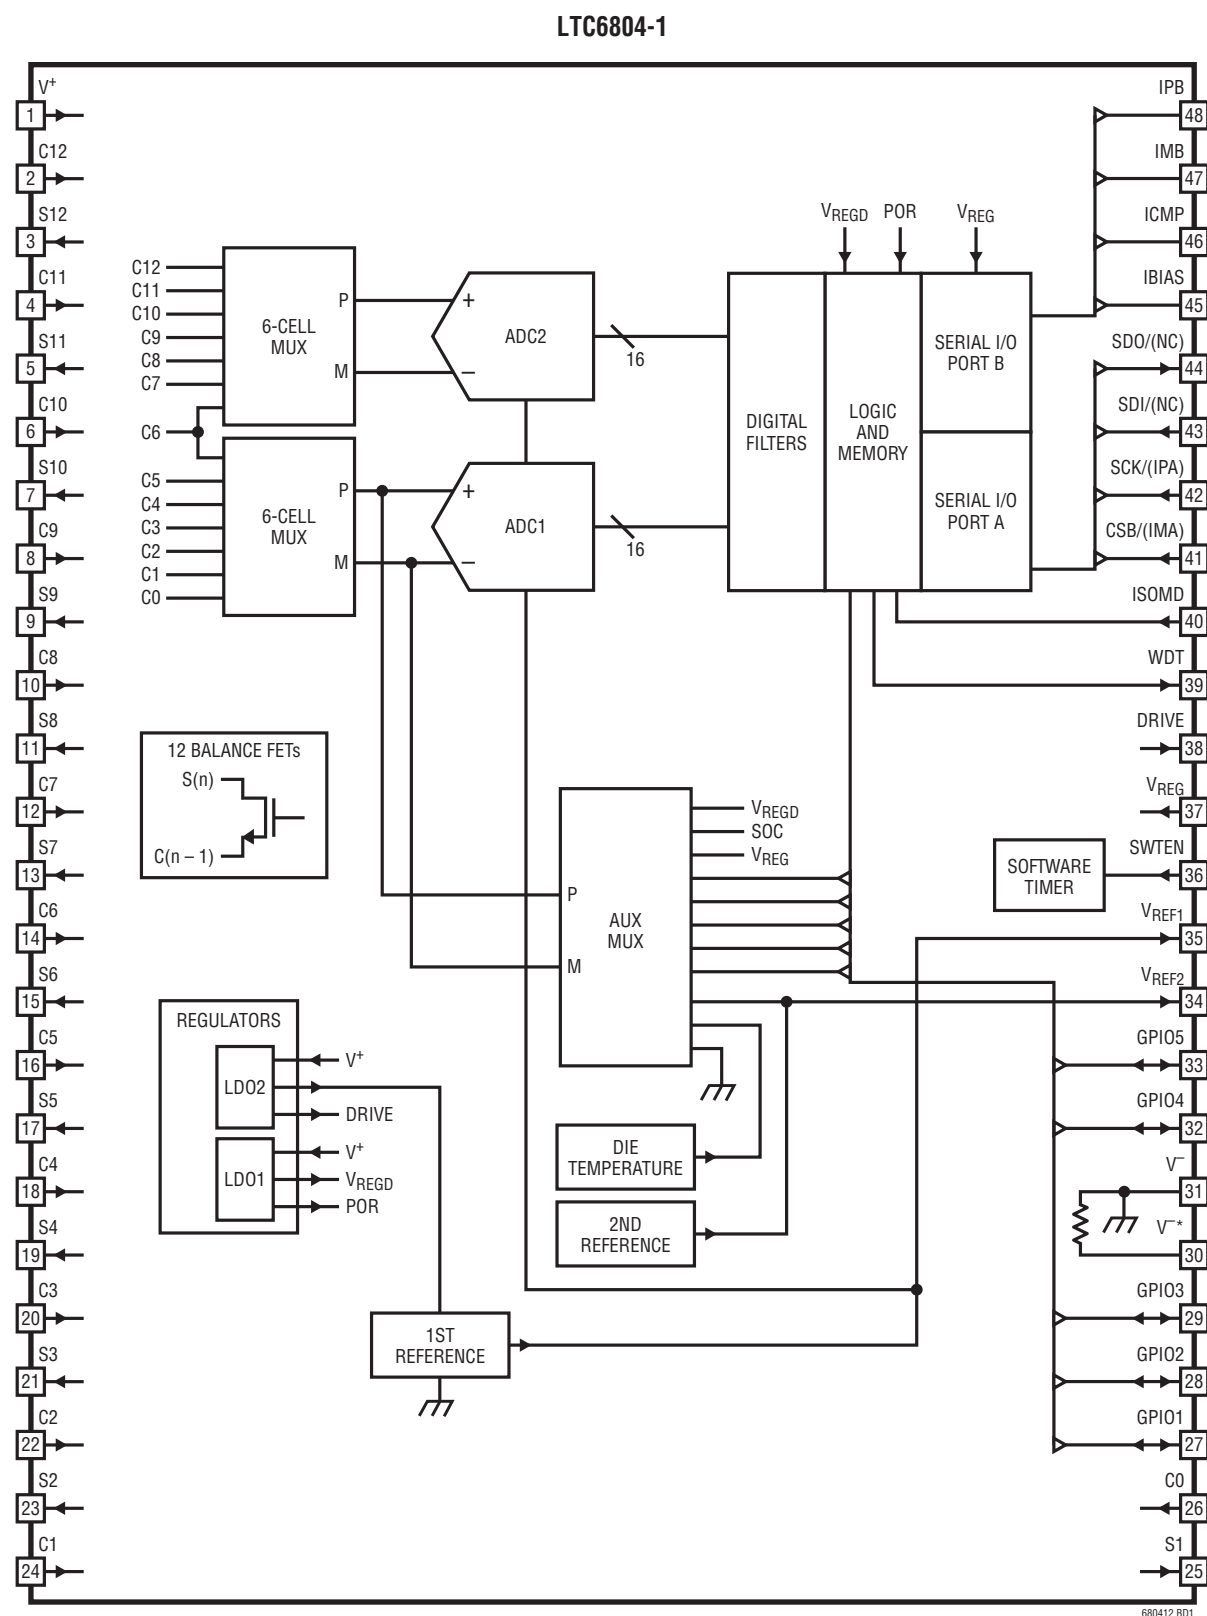 LTC6804-1
V+
1
C12
2
S12
3
C11
4
S11
5
C10
6
S10
7
C9
8
S9
9
C8
10
S8
11
C7
12
S7
13
C6
14
S6
15
C5
16
S5
17
C4
18
S4
19
C3
20
S3
21
C2
22
S2
23
C1
24
IPB
48
IMB
47
ICMP
46
IBIAS
45
SDO/(NC)
44
SDI/(NC)
43
SCK/(IPA)
42
CSB/(IMA)
41
ISOMD
40
WDT
39
DRIVE
38
VREG
37
SWTEN
36
VREF1
35
VREF2
34
GPIO5
33
GPIO4
32
V–
31
V–*
30
GPIO3
29
GPIO2
28
GPIO1
27
C0
26
S1
25
C12
C11
C10
C9
C8
C7
C6
C5
C4
C3
C2
C1
C0
6-CELL
MUX
P
M
6-CELL
MUX
P
M
+
–
ADC2
16
+
–
ADC1
16
VREGD
POR
VREG
DIGITAL
FILTERS
LOGIC
AND
MEMORY
SERIAL I/O
PORT B
SERIAL I/O
PORT A
12 BALANCE FETs
S(n)
C(n – 1)
P
M
AUX
MUX
VREGD
SOC
VREG
SOFTWARE
TIMER
REGULATORS
LDO2
V+
DRIVE
LDO1
V+
VREGD
POR
DIE
TEMPERATURE
2ND
REFERENCE
1ST
REFERENCE
680412 BD1